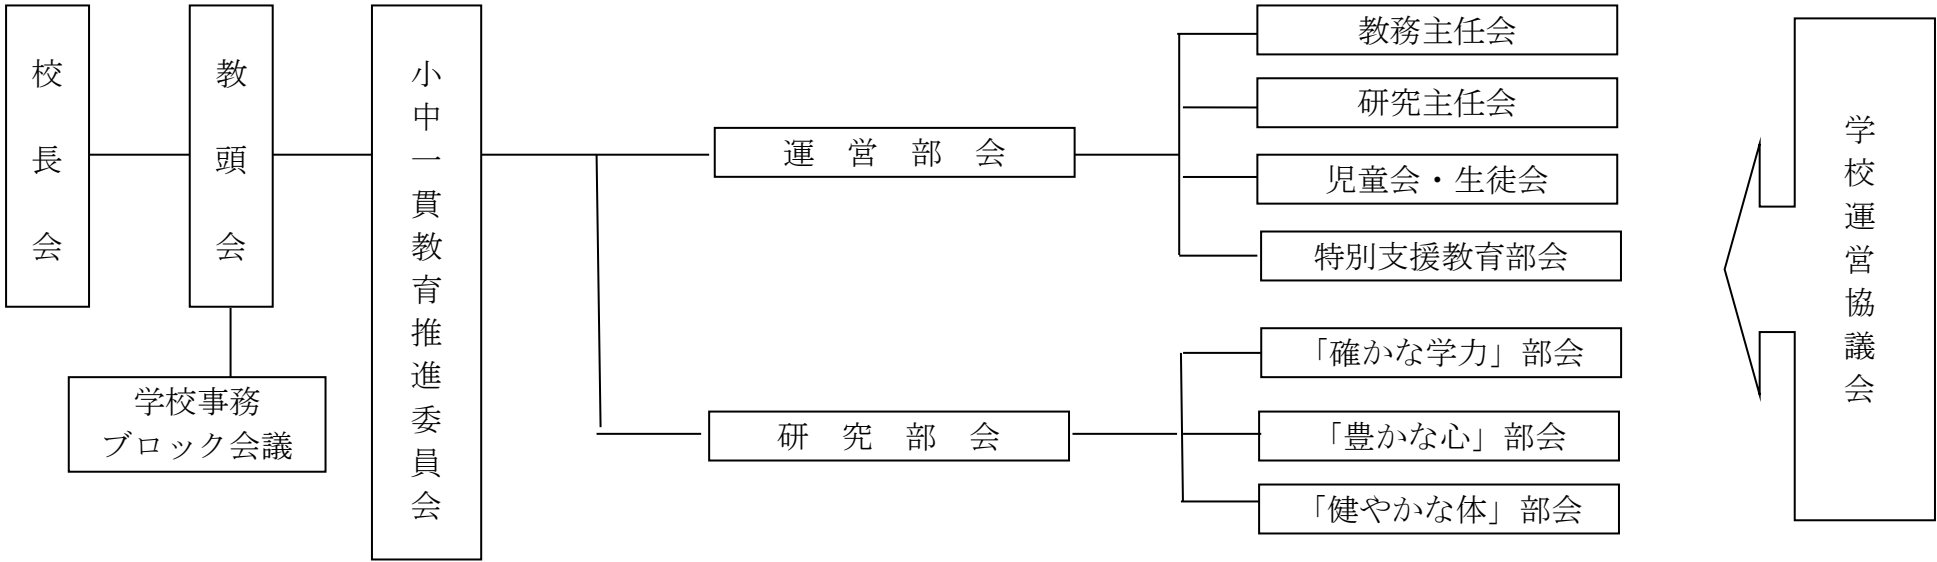 校長会
教頭会
学校事務
ブロック会議
小中一貫教育推進委員会
運営部会
研究部会
教務主任会
研究主任会
児童会・生徒会
特別支援教育部会
「確かな学力」部会
「豊かな心」部会
「健やかな体」部会
学校運営協議会